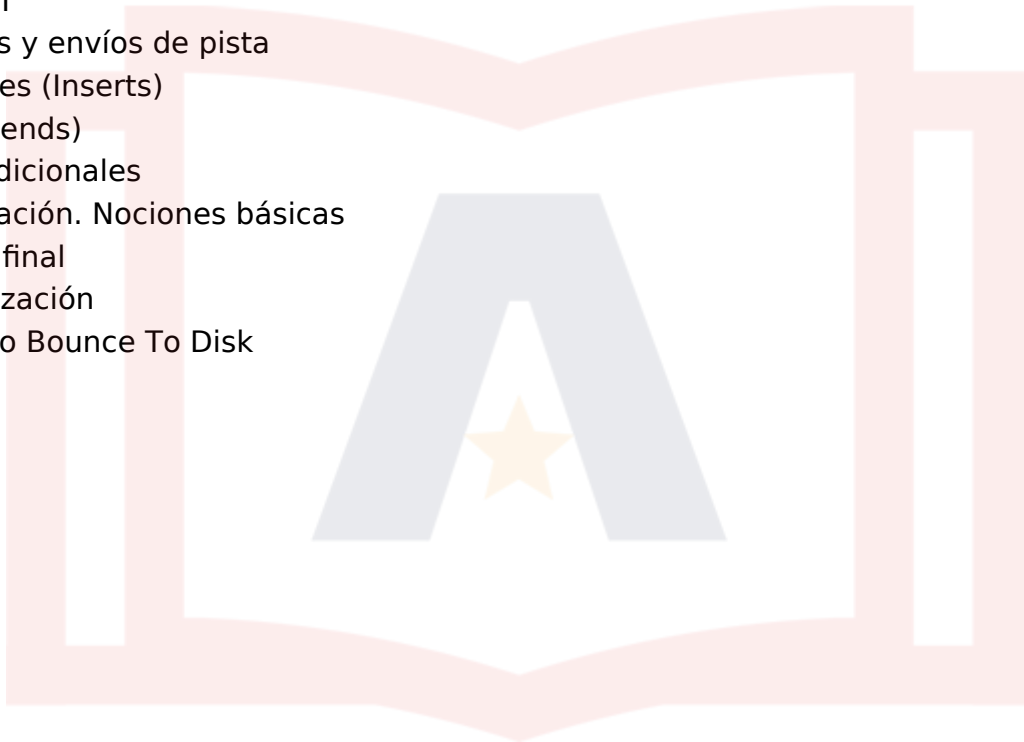 s y envíos de pista
es (Inserts)
ends)
dicionales
ación. Nociones básicas
final
zación
o Bounce To Disk